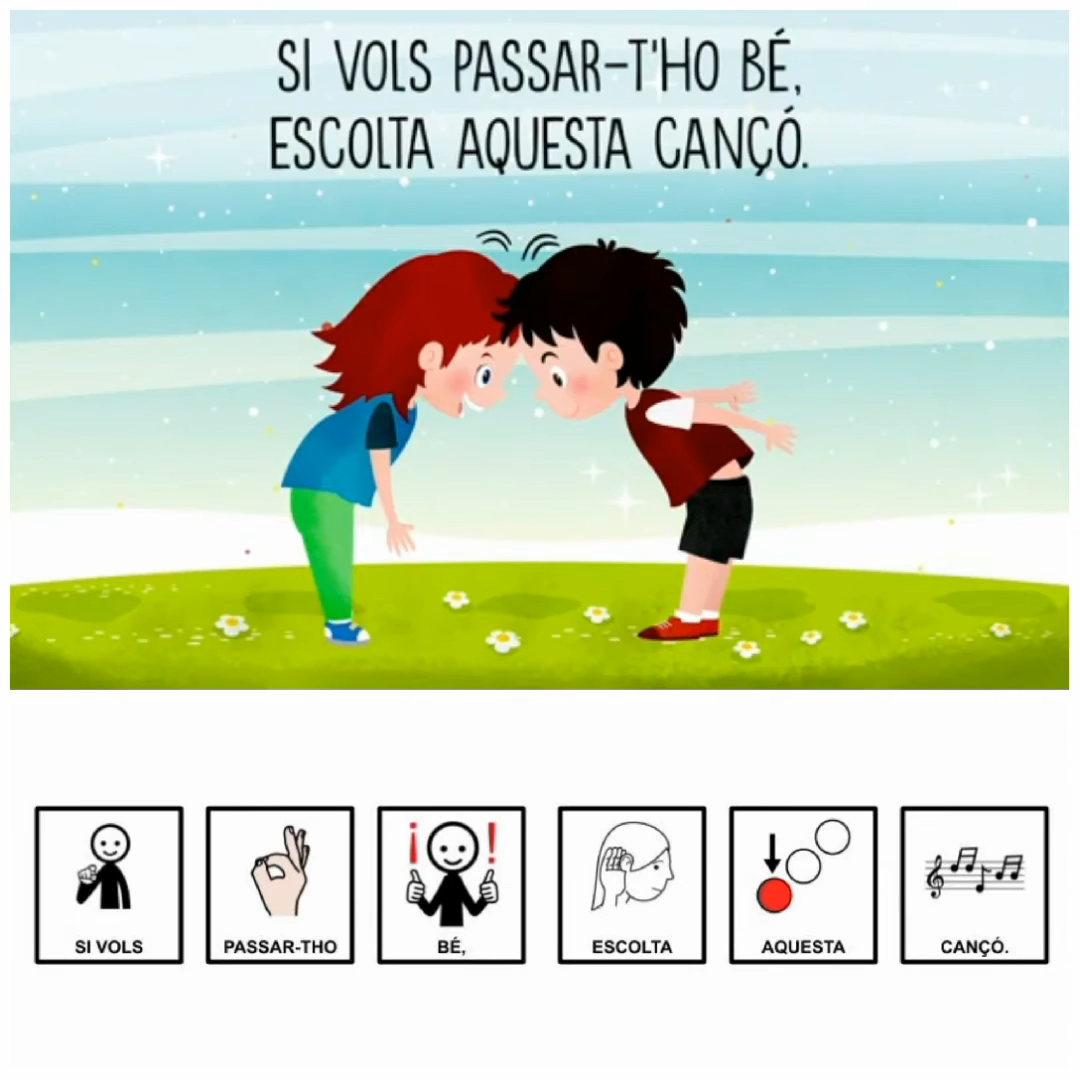 SI VOLS PASSAR-T'HO BÉ,
ESCOLTA AQUESTA CANÇÓ.
SI VOLS
PASSAR-THO
BÉ,
ESCOLTA
AQUESTA
CANÇÓ.